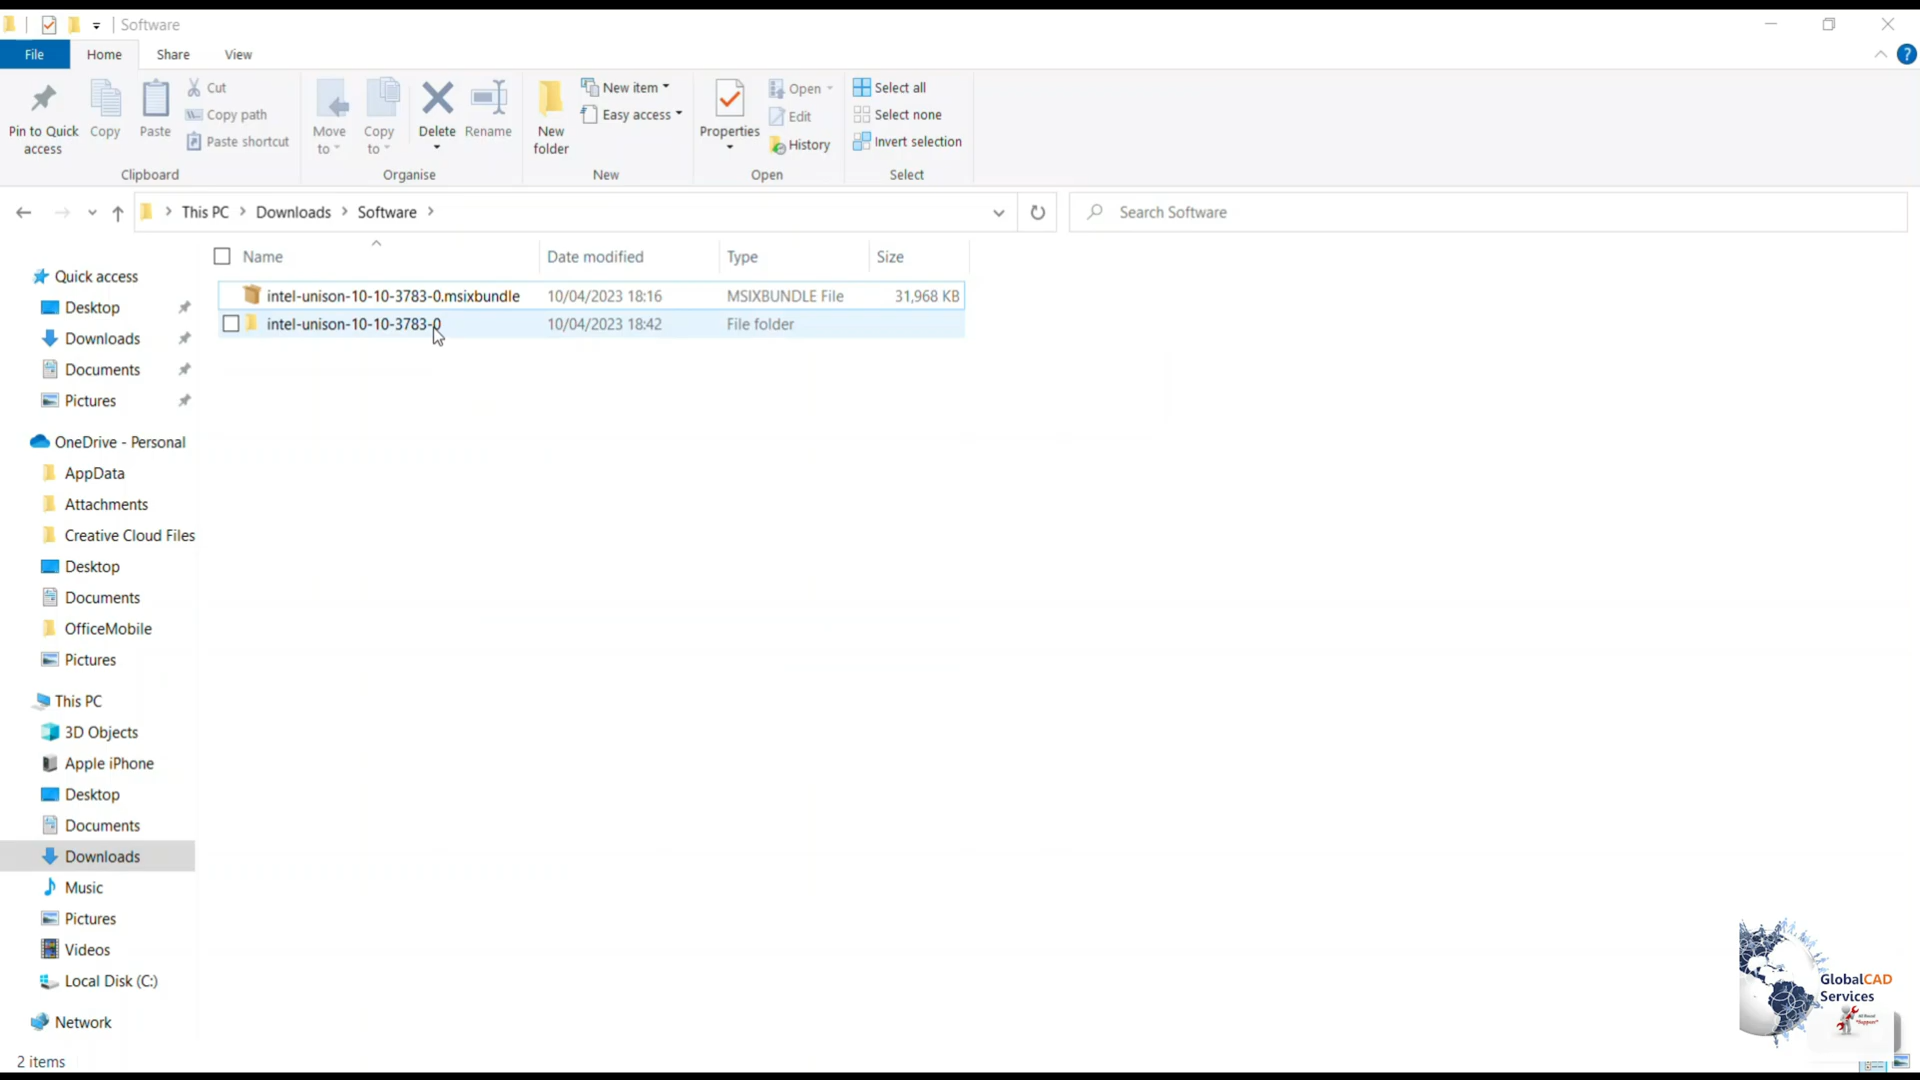 Software
File Home Share View
Pin to Quick access
Copy
Paste
Cut
Copy path
Paste shortcut
Clipboard
Move to
Copy to
Delete
Rename
Organise
New folder
New item
Easy access
New
Properties
Open
Edit
History
Open
Select all
Select none
Invert selection
Select
This PC Downloads Software
Search Software
Name Date modified Type Size
intel-unison-10-10-3783-0.msixbundle 10/04/2023 18:16 MSIXBUNDLE File 31,968 KB
intel-unison-10-10-3783-0 10/04/2023 18:42 File folder
Quick access
Desktop
Downloads
Documents
Pictures
OneDrive - Personal
AppData
Attachments
Creative Cloud Files
Desktop
Documents
OfficeMobile
Pictures
This PC
3D Objects
Apple iPhone
Desktop
Documents
Downloads
Music
Pictures
Videos
Local Disk (C:)
Network
GlobalCAD
Services
2 items